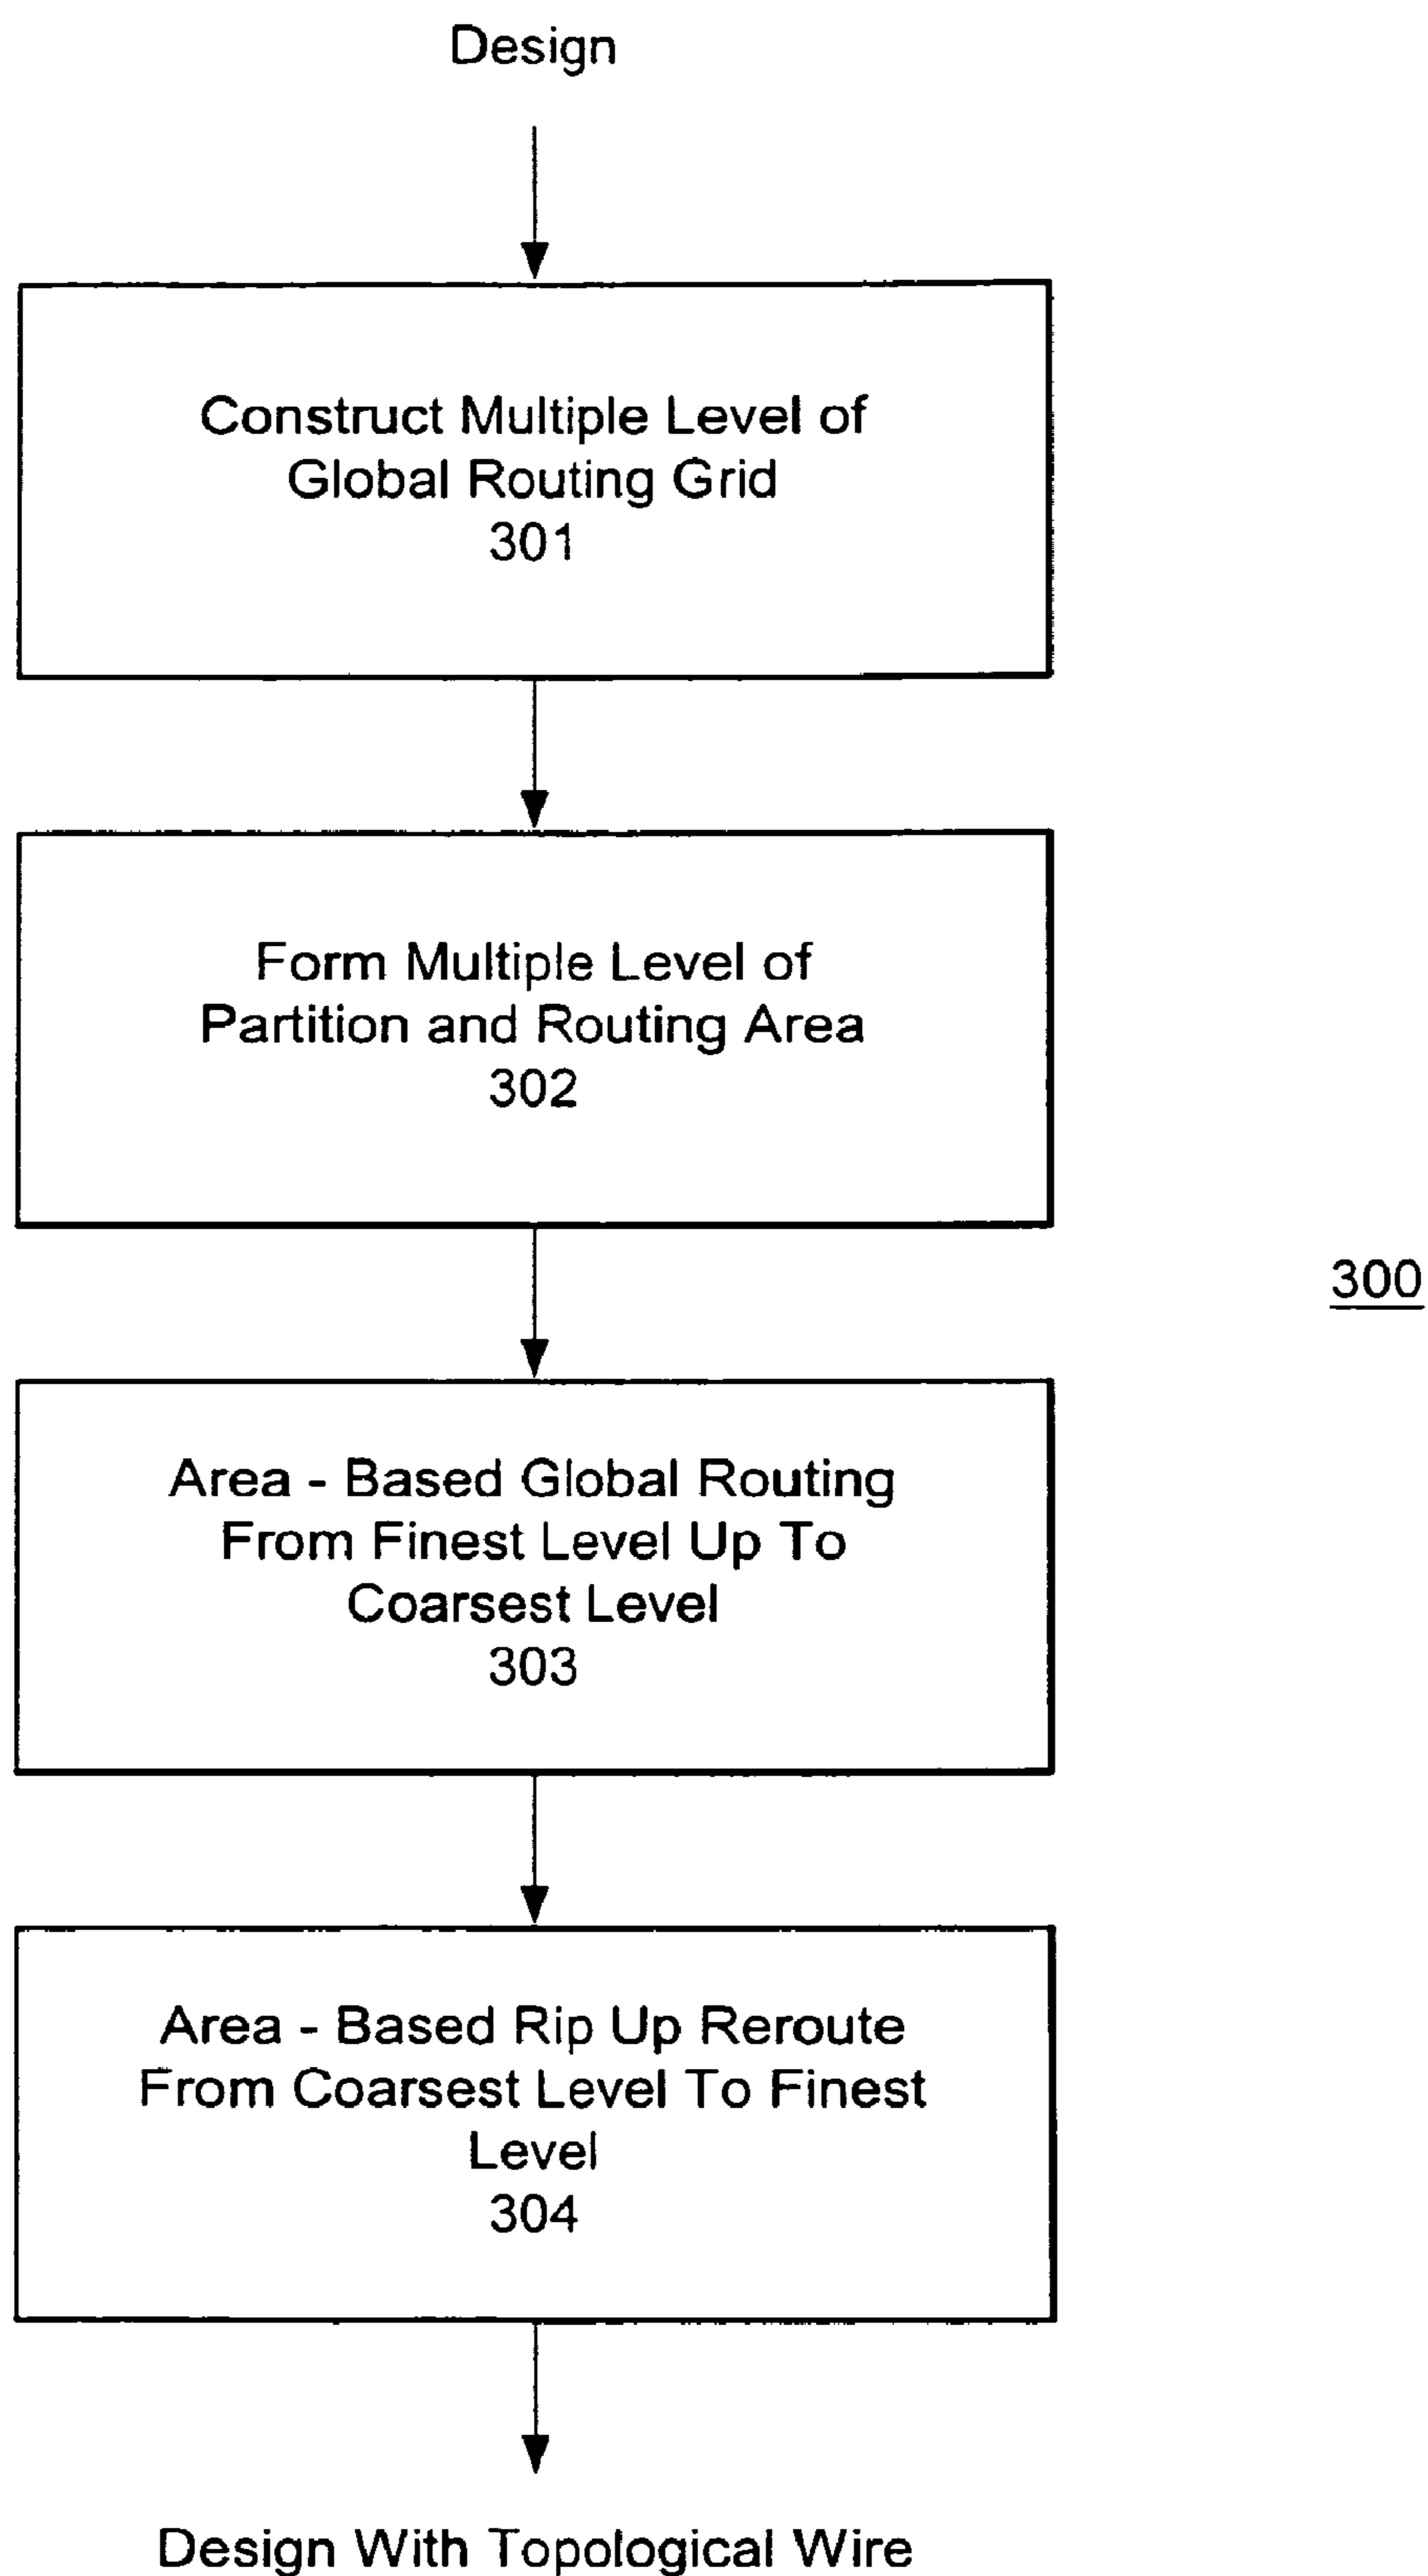 Design
Construct Multiple Level of
Global Routing Grid
301
Form Multiple Level of
Partition and Routing Area
302
300
Area - Based Global Routing
From Finest Level Up To
Coarsest Level
303
Area - Based Rip Up Reroute
From Coarsest Level To Finest
Level
304
Design With Topological Wire